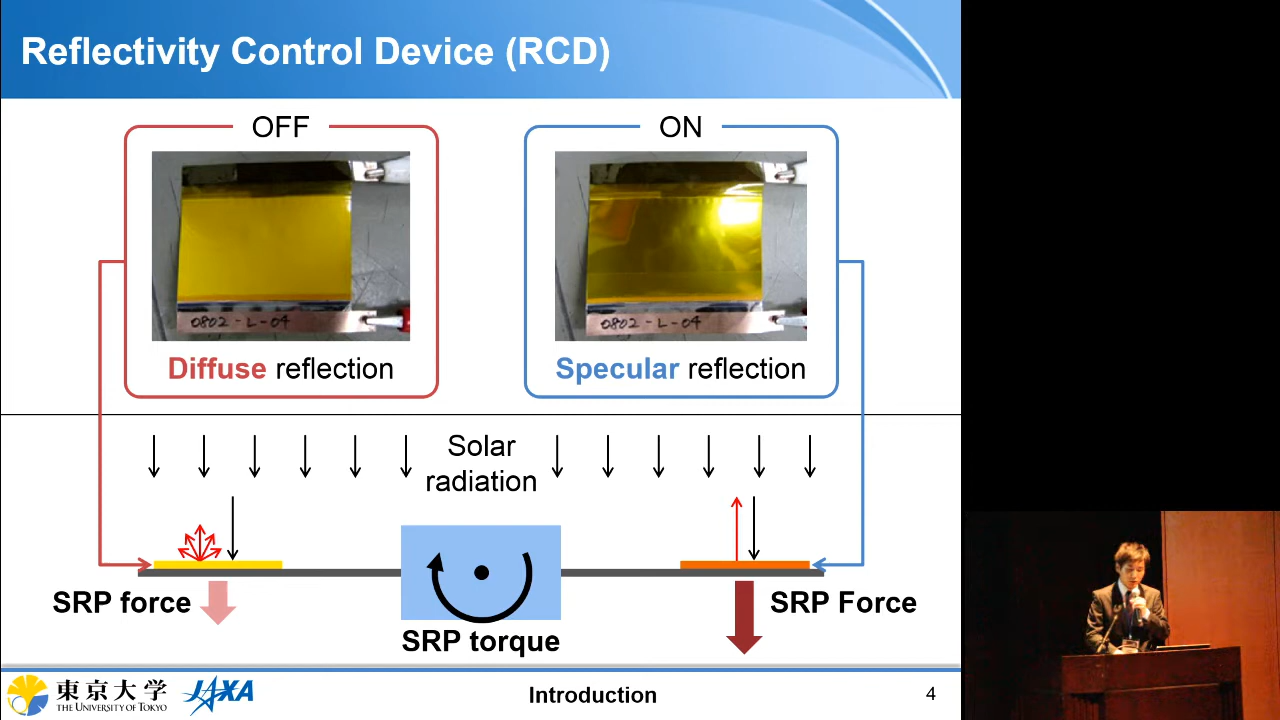 Reflectivity Control Device (RCD)
OFF
ON
0802-L-04
0802-L-04
Diffuse reflection
Specular reflection
Solar
radiation
SRP force
SRP Force
SRP torque
東京大学
THE UNIVERSITY OF TOKYO
JAXA
Introduction
4